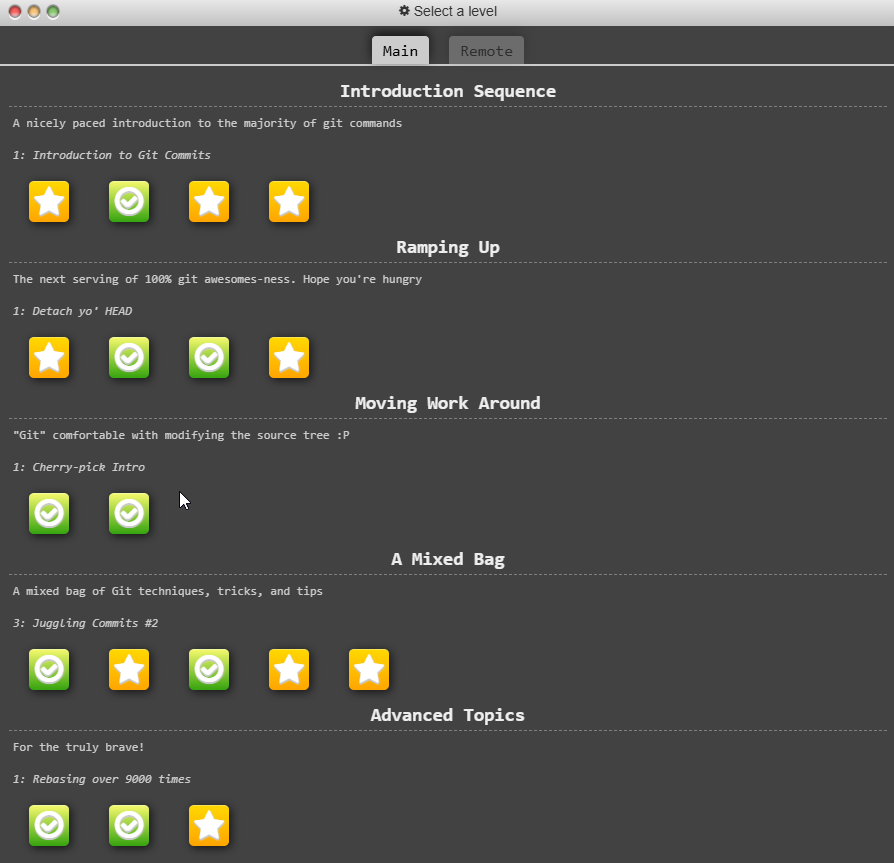 Select a level
Main Remote
Introduction Sequence
A nicely paced introduction to the majority of git commands
1: Introduction to Git Commits
Ramping Up
The next serving of 100% git awesomes-ness. Hope you're hungry
1: Detach yo' HEAD
Moving Work Around
"Git" comfortable with modifying the source tree :P
1: Cherry-pick Intro
A Mixed Bag
A mixed bag of Git techniques, tricks, and tips
3: Juggling Commits #2
Advanced Topics
For the truly brave!
1: Rebasing over 9000 times